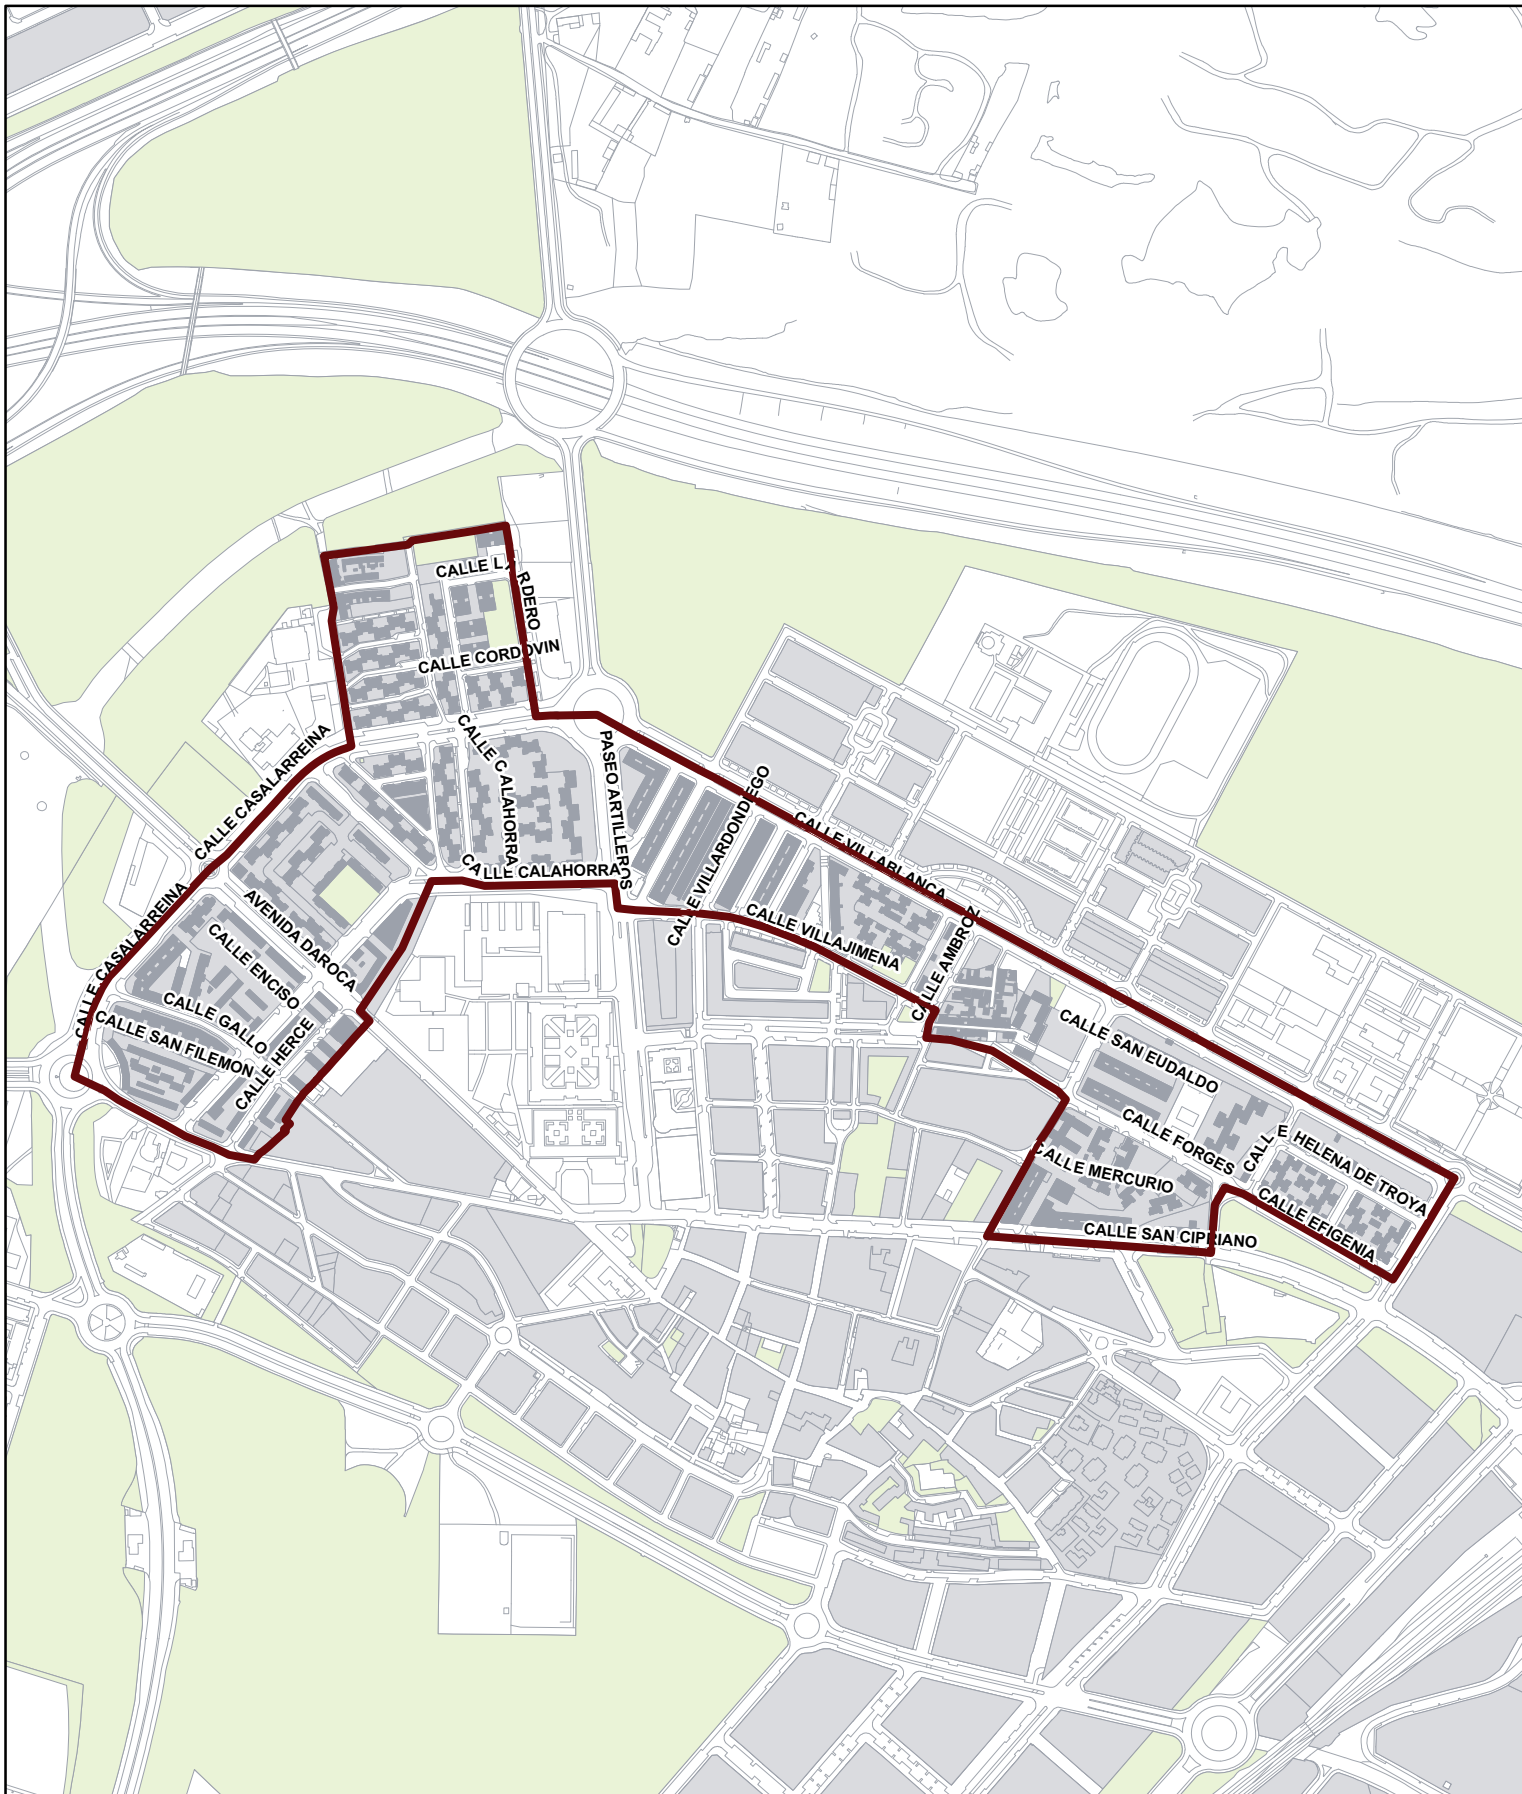 CALLE LARDERO
CALLE CORDOVIN
CALLE CALAHORRA
CALLE CASALARREINA
PASEO ARTILLEROS
CALLE VILLARDONDIEGO
CALLE VILLABLANCA
CALLE CALAHORRA
CALLE CASALARREINA
AVENIDA DAROCA
CALLE ENCISO
CALLE VILLAJIMENA
CALLE AMBROZ
CALLE GALLO
CALLE SAN FILEMON
CALLE HERCE
CALLE SAN EUDALDO
CALLE FORGES
CALLE HELENA DE TROYA
CALLE MERCURIO
CALLE EFIGENIA
CALLE SAN CIPRIANO